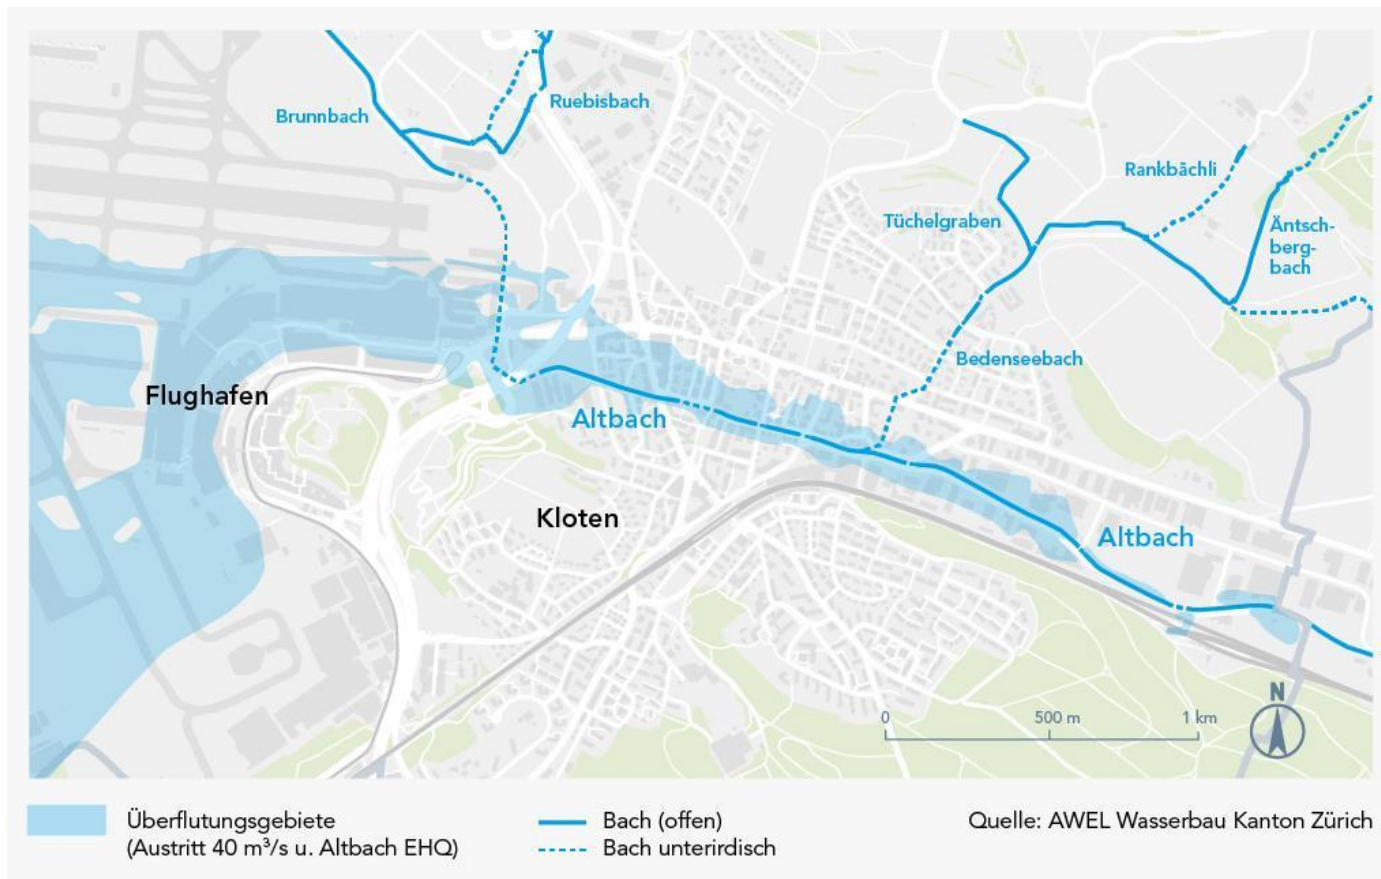 Brunnbach
Ruebisbach
Rankbächli
Tüchelgraben
Äntsch-
berg-
bach
Bedenseebach
Flughafen
Altbach
Kloten
Altbach
N
0 500 m 1 km
Überflutungsgebiete
(Austritt 40 m³/s u. Altbach EHQ)
Bach (offen)
Bach unterirdisch
Quelle: AWEL Wasserbau Kanton Zürich